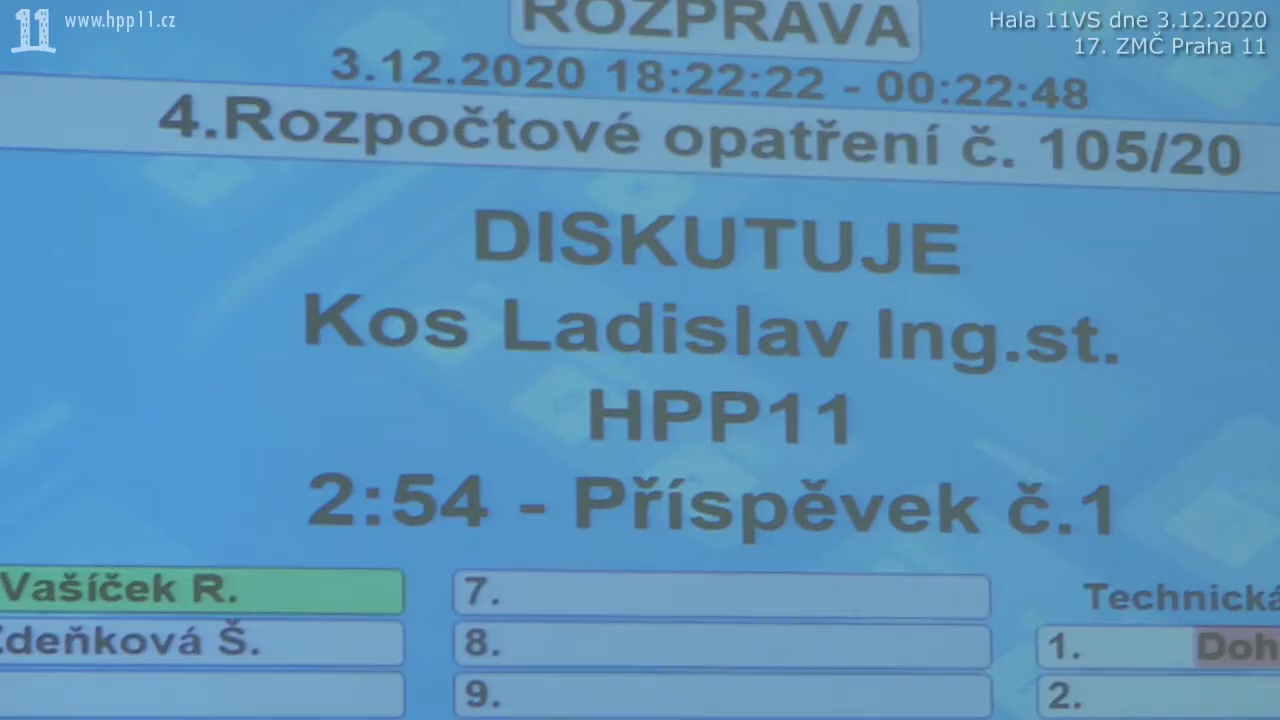 11 www.hpp11.cz
Hala 11VS dne 3.12.2020
17. ZMČ Praha 11
ROZPRAVA
3.12.2020 18:22:22 - 00:22:48
4.Rozpočtové opatření č. 105/20
DISKUTUJE
Kos Ladislav Ing.st.
HPP11
2:54 - Příspěvek č.1
Vašíček R.
Zdeňková Š.
7.
8.
9.
Technická
1. Doh
2.